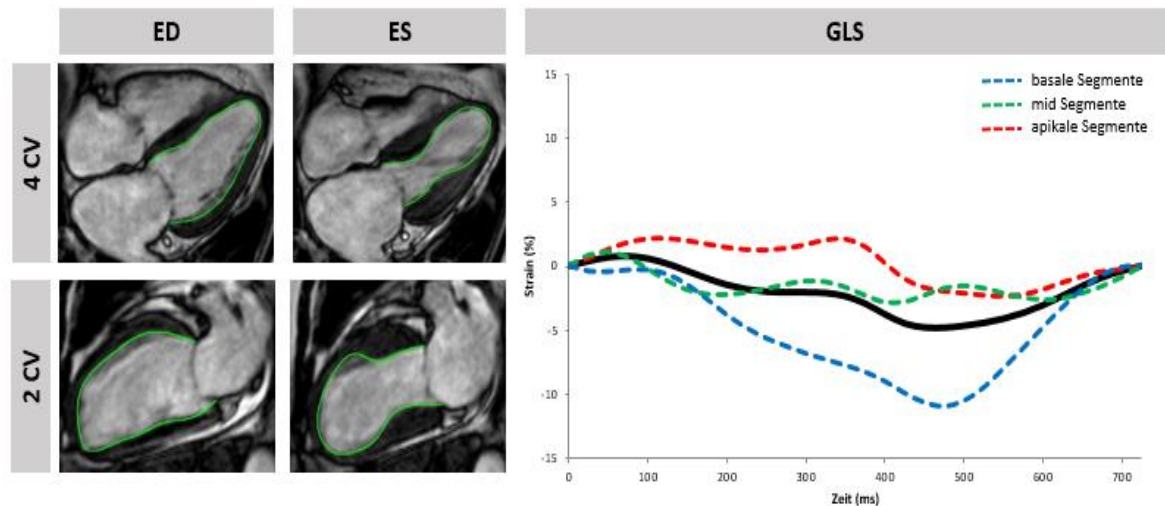 ED
ES
GLS
4 CV
2 CV
15
10
5
0
-5
-10
-15
Strain (%)
basale Segmente
mid Segmente
apikale Segmente
0
100
200
300
400
500
600
700
Zeit (ms)